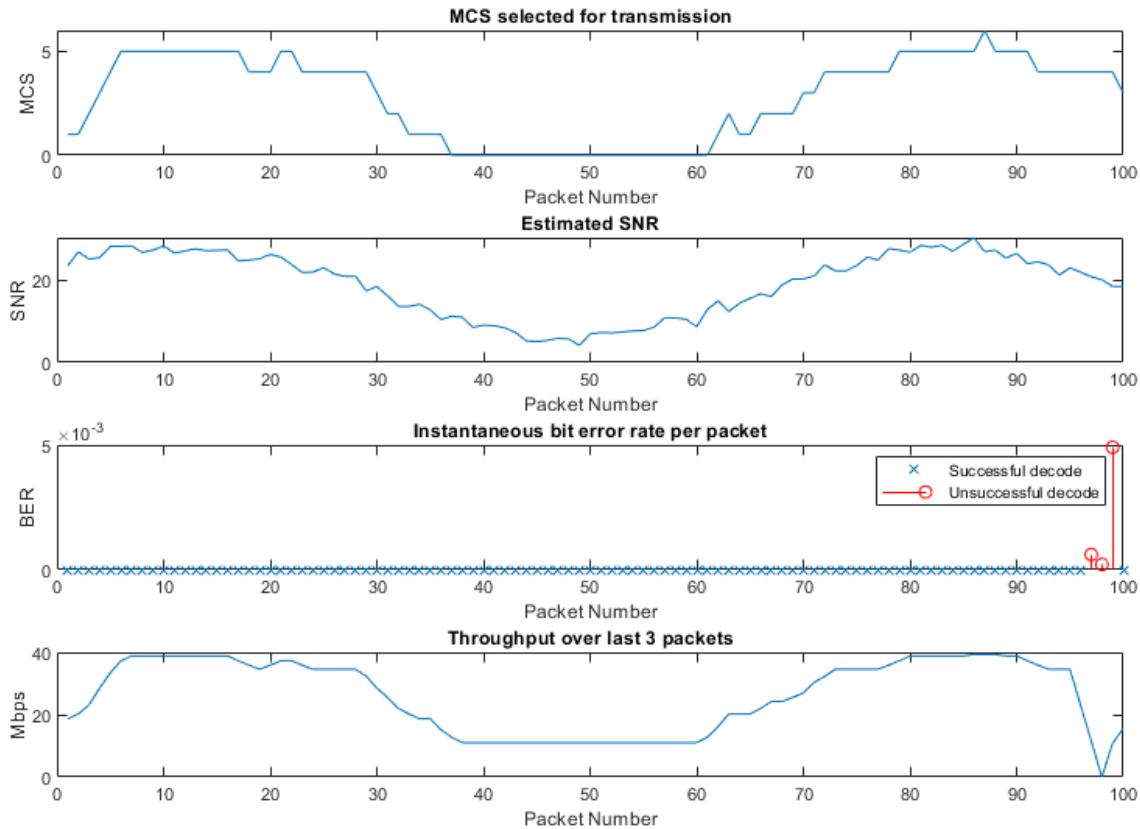 MCS selected for transmission
5
0
MCS
0 10 20 30 40 50 60 70 80 90 100
Packet Number
Estimated SNR
20
0
SNR
0 10 20 30 40 50 60 70 80 90 100
Packet Number
×10-3
Instantaneous bit error rate per packet
5
0
BER
Successful decode
Unsuccessful decode
0 10 20 30 40 50 60 70 80 90 100
Packet Number
Throughput over last 3 packets
40
20
0
Mbps
0 10 20 30 40 50 60 70 80 90 100
Packet Number